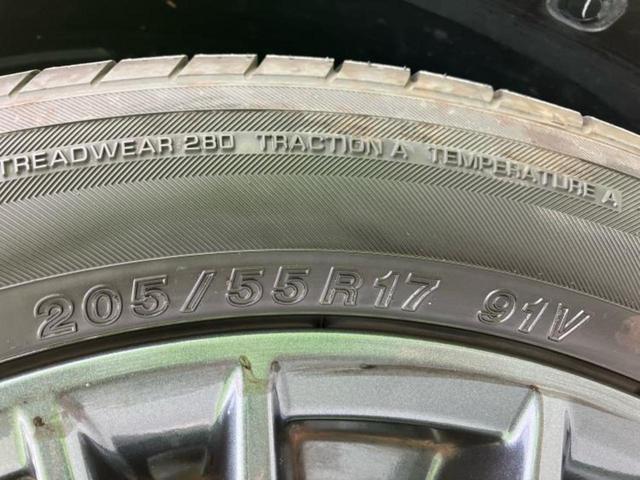 TREADWEAR 280 TRACTION A TEMPERATURE A
205/55R17 91V